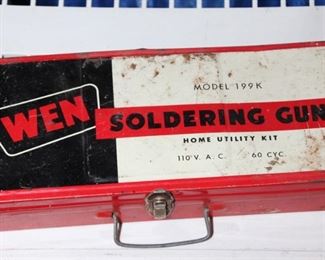 WEN
MODEL 199K
SOLDERING GUN
HOME UTILITY KIT
110 V. A.C. 60 CYC.